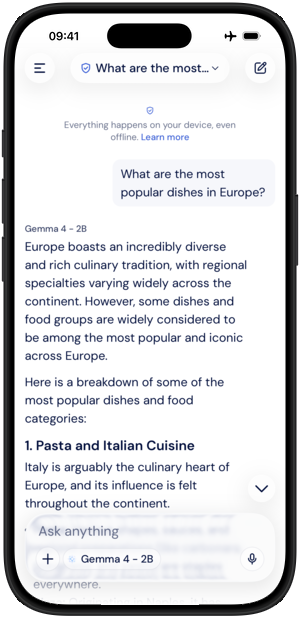 09:41
What are the most...
Everything happens on your device, even
offline. Learn more
What are the most
popular dishes in Europe?
Gemma 4 - 2B
Europe boasts an incredibly diverse
and rich culinary tradition, with regional
specialties varying widely across the
continent. However, some dishes and
food groups are widely considered to
be among the most popular and iconic
across Europe.
Here is a breakdown of some of the
most popular dishes and food
categories:
1. Pasta and Italian Cuisine
Italy is arguably the culinary heart of
Europe, and its influence is felt
throughout the continent.
Ask anything
Gemma 4 - 2B
everywhere.